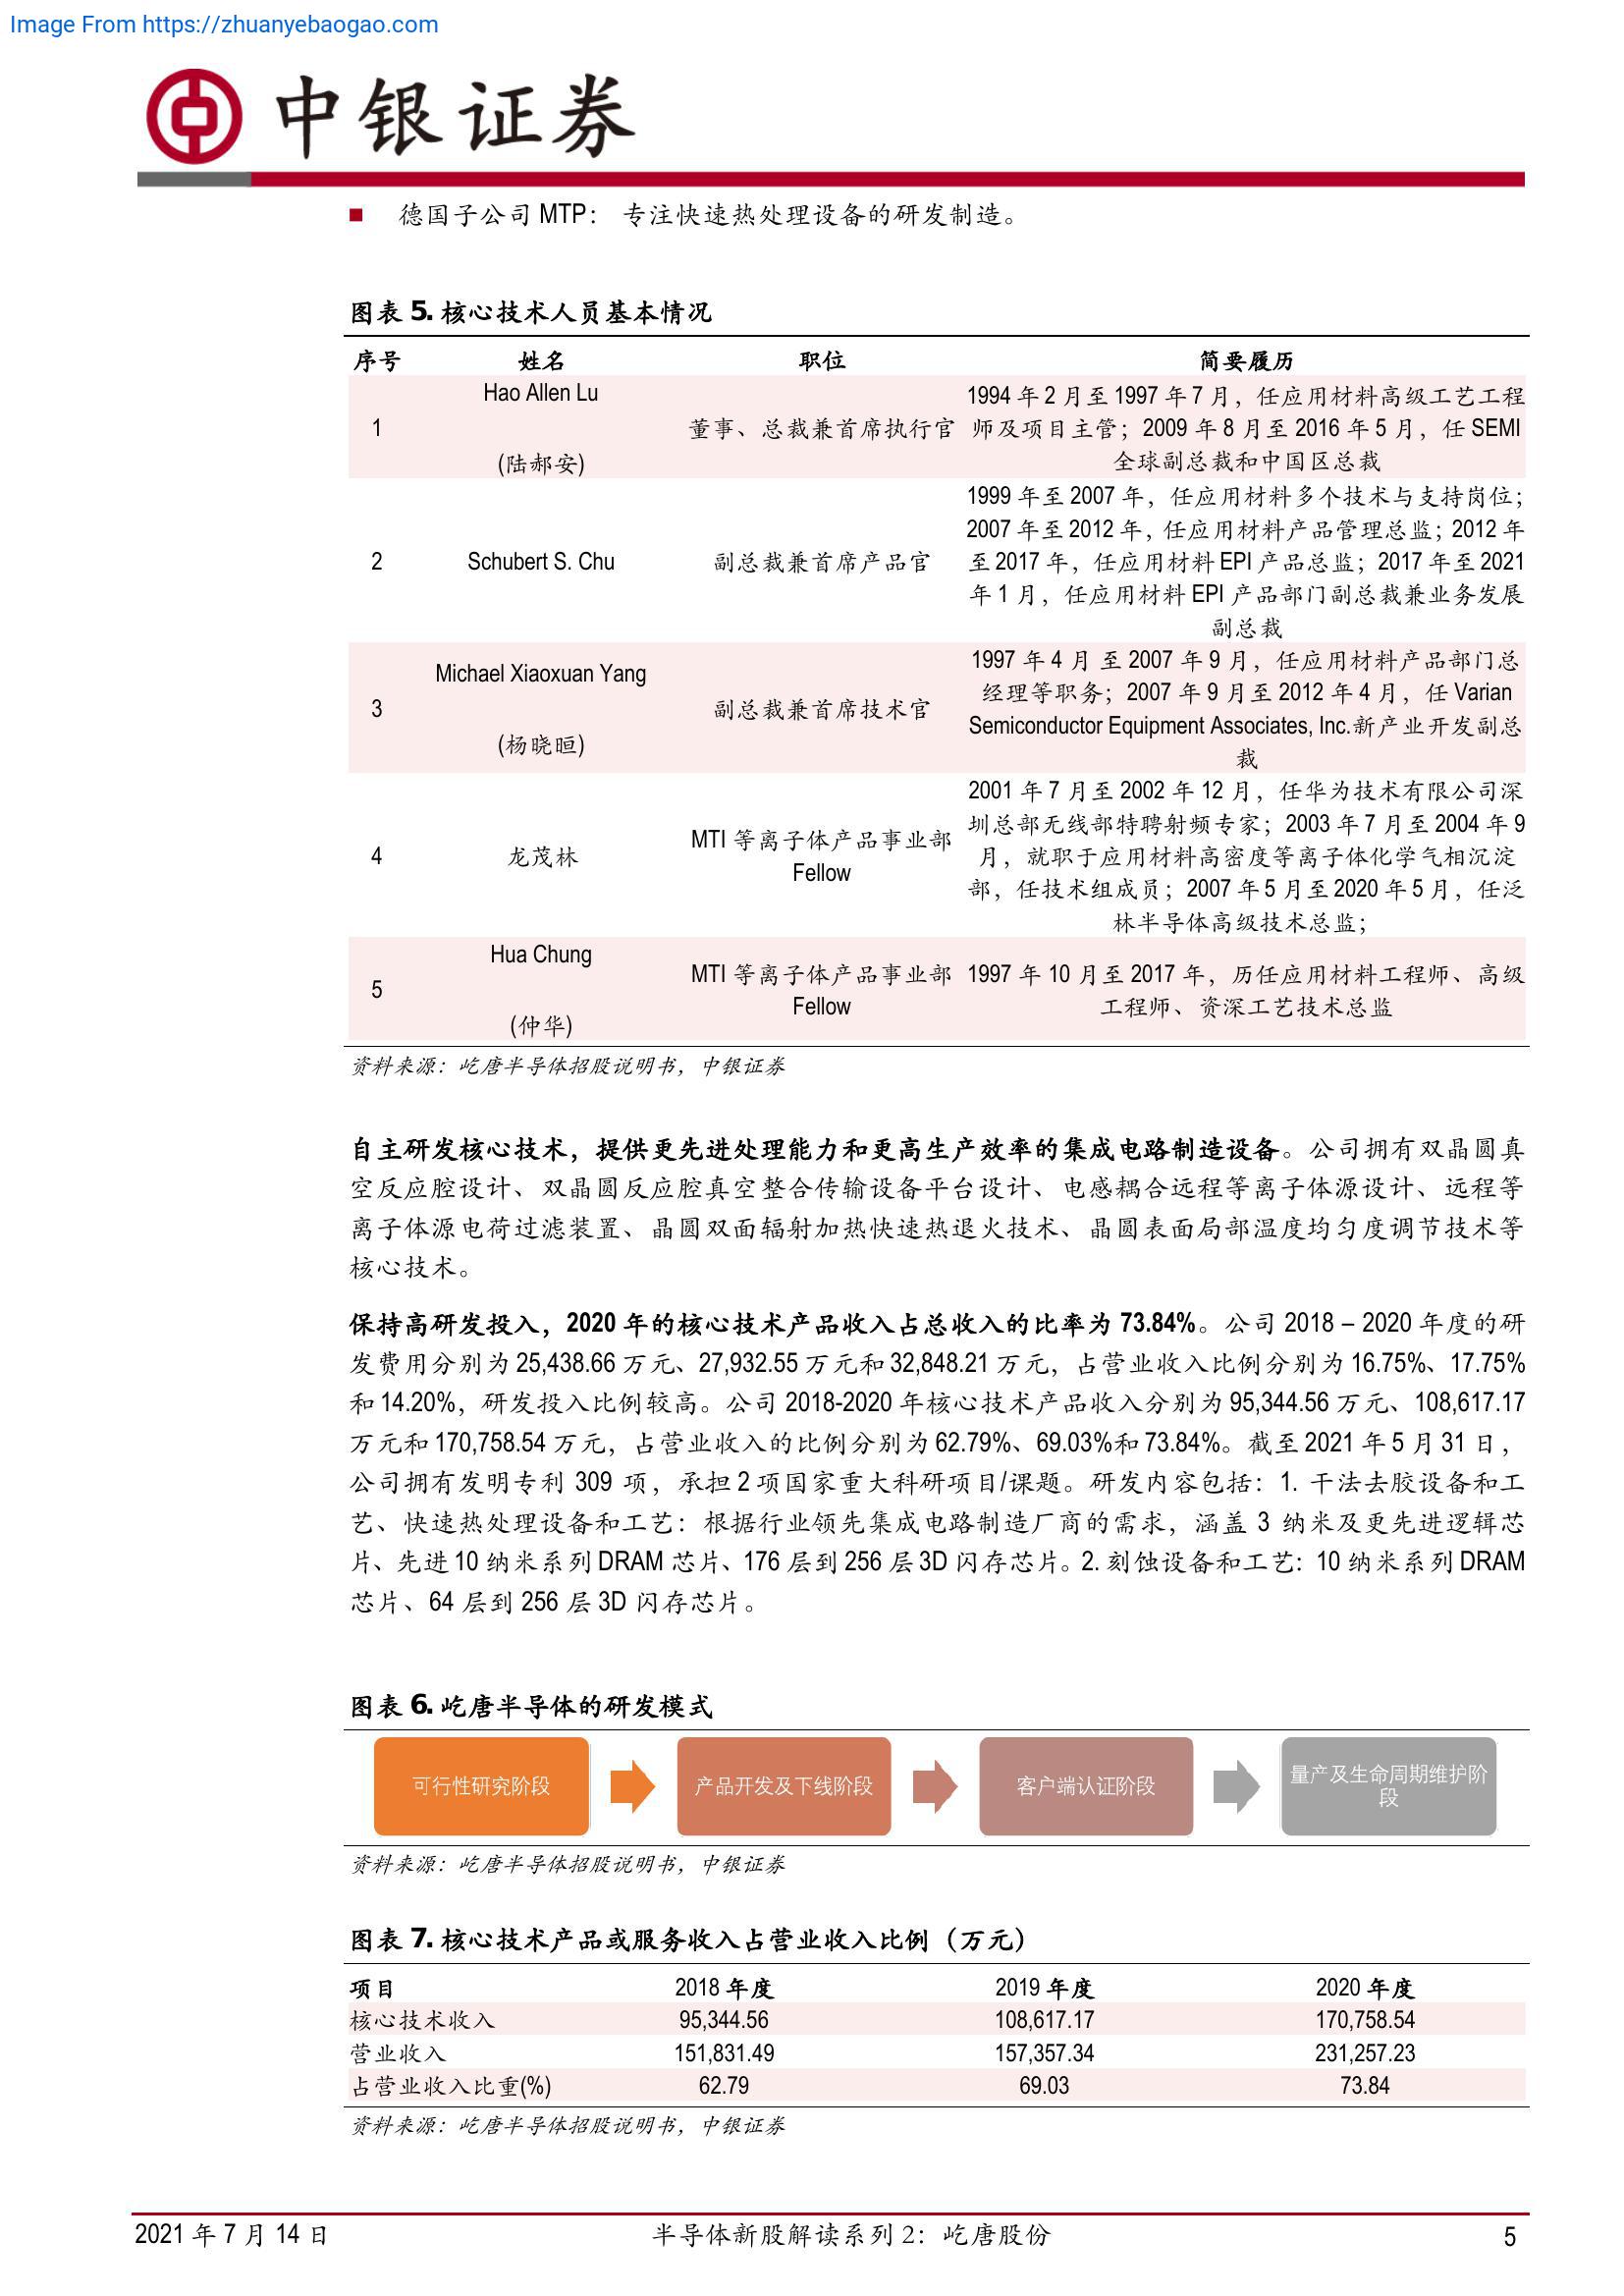 Image From https://zhuanyebaogao.com
中银证券
德国子公司 MTP： 专注快速热处理设备的研发制造。
图表 5. 核心技术人员基本情况
序号 姓名 职位 简要履历
1
Hao Allen Lu
(陆郝安)
董事、总裁兼首席执行官
1994 年 2 月至 1997 年 7 月，任应用材料高级工艺工程
师及项目主管；2009 年 8 月至 2016 年 5 月，任 SEMI
全球副总裁和中国区总裁
2
Schubert S. Chu
副总裁兼首席产品官
1999 年至 2007 年，任应用材料多个技术与支持岗位；
2007 年至 2012 年，任应用材料产品管理总监；2012 年
至 2017 年，任应用材料 EPI 产品总监；2017 年至 2021
年 1 月，任应用材料 EPI 产品部门副总裁兼业务发展
副总裁
3
Michael Xiaoxuan Yang
(杨晓晅)
副总裁兼首席技术官
1997 年 4 月 至 2007 年 9 月，任应用材料产品部门总
经理等职务；2007 年 9 月至 2012 年 4 月，任 Varian
Semiconductor Equipment Associates, Inc.新产业开发副总
裁
4
龙茂林
MTI 等离子体产品事业部
Fellow
2001 年 7 月至 2002 年 12 月，任华为技术有限公司深
圳总部无线部特聘射频专家；2003 年 7 月至 2004 年 9
月，就职于应用材料高密度等离子体化学气相沉淀
部，任技术组成员；2007 年 5 月至 2020 年 5 月，任泛
林半导体高级技术总监；
5
Hua Chung
(仲华)
MTI 等离子体产品事业部
Fellow
1997 年 10 月至 2017 年，历任应用材料工程师、高级
工程师、资深工艺技术总监
资料来源：屹唐半导体招股说明书，中银证券
自主研发核心技术，提供更先进处理能力和更高生产效率的集成电路制造设备。公司拥有双晶圆真
空反应腔设计、双晶圆反应腔真空整合传输设备平台设计、电感耦合远程等离子体源设计、远程等
离子体源电荷过滤装置、晶圆双面辐射加热快速热退火技术、晶圆表面局部温度均匀度调节技术等
核心技术。
保持高研发投入，2020 年的核心技术产品收入占总收入的比率为 73.84%。公司 2018 – 2020 年度的研
发费用分别为 25,438.66 万元、27,932.55 万元和 32,848.21 万元，占营业收入比例分别为 16.75%、17.75%
和 14.20%，研发投入比例较高。公司 2018-2020 年核心技术产品收入分别为 95,344.56 万元、108,617.17
万元和 170,758.54 万元，占营业收入的比例分别为 62.79%、69.03%和 73.84%。截至 2021 年 5 月 31 日，
公司拥有发明专利 309 项，承担 2 项国家重大科研项目/课题。研发内容包括：1. 干法去胶设备和工
艺、快速热处理设备和工艺：根据行业领先集成电路制造厂商的需求，涵盖 3 纳米及更先进逻辑芯
片、先进 10 纳米系列 DRAM 芯片、176 层到 256 层 3D 闪存芯片。2. 刻蚀设备和工艺：10 纳米系列 DRAM
芯片、64 层到 256 层 3D 闪存芯片。
图表 6. 屹唐半导体的研发模式
可行性研究阶段
产品开发及下线阶段
客户端认证阶段
量产及生命周期维护阶
段
资料来源：屹唐半导体招股说明书，中银证券
图表 7. 核心技术产品或服务收入占营业收入比例（万元）
项目 2018 年度 2019 年度 2020 年度
核心技术收入 95,344.56 108,617.17 170,758.54
营业收入 151,831.49 157,357.34 231,257.23
占营业收入比重(%) 62.79 69.03 73.84
资料来源：屹唐半导体招股说明书，中银证券
2021 年 7 月 14 日 半导体新股解读系列 2：屹唐股份 5